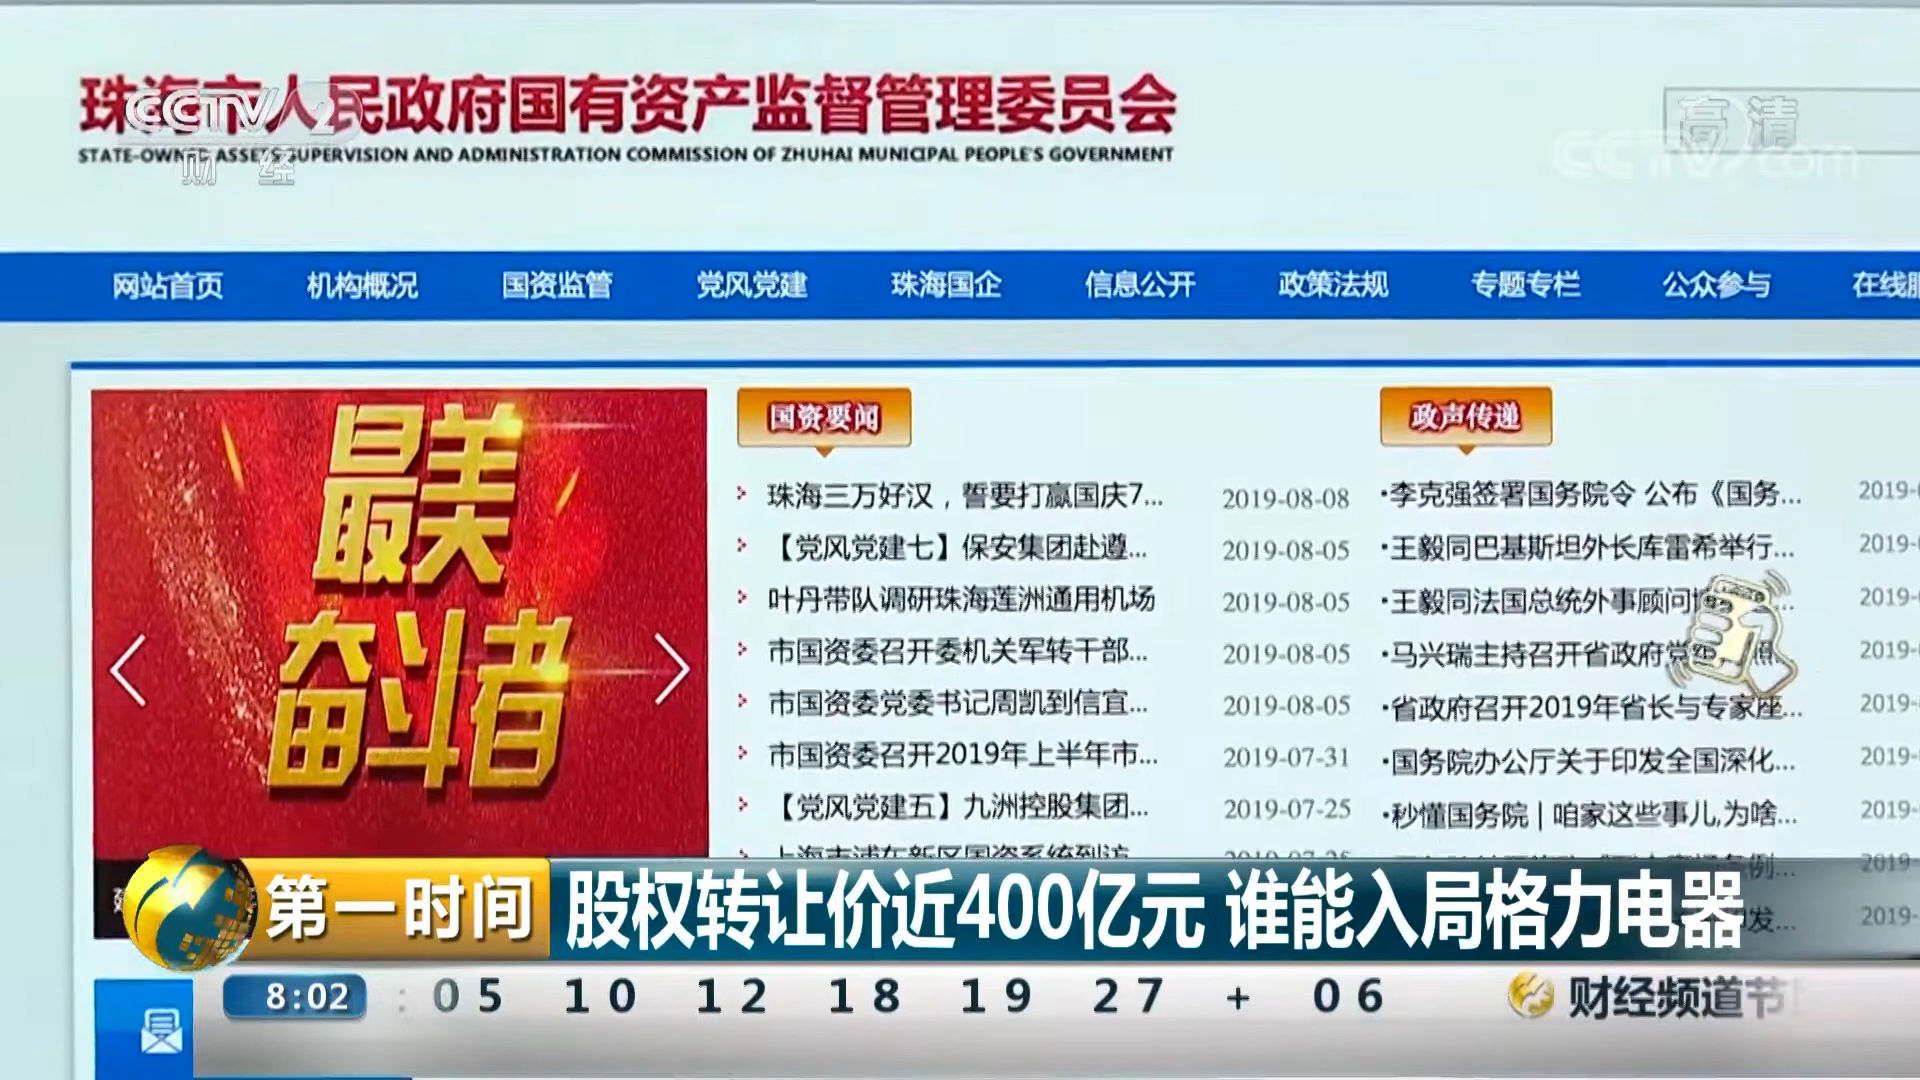 珠海市人民政府国有资产监督管理委员会
CCTV 2
财经
高清
CCTV.com
STATE-OWNED ASSETS SUPERVISION AND ADMINISTRATION COMMISSION OF ZHUHAI MUNICIPAL PEOPLE'S GOVERNMENT
网站首页 机构概况 国资监管 党风党建 珠海国企 信息公开 政策法规 专题专栏 公众参与 在线
最美
奋斗者
国资要闻
珠海三万好汉，誓要打赢国庆7... 2019-08-08
【党风党建七】保安集团赴遵... 2019-08-05
叶丹带队调研珠海莲洲通用机场 2019-08-05
市国资委召开委机关军转干部... 2019-08-05
市国资委党委书记周凯到信宜... 2019-08-05
市国资委召开2019年上半年市... 2019-07-31
【党风党建五】九洲控股集团... 2019-07-25
政声传递
·李克强签署国务院令 公布《国务... 2019-
·王毅同巴基斯坦外长库雷希举行... 2019-
·王毅同法国总统外事顾问 2019-
·马兴瑞主持召开省政府党 2019-
·省政府召开2019年省长与专家座... 2019-
·国务院办公厅关于印发全国深化... 2019-
·秒懂国务院 | 咱家这些事儿,为啥... 2019-
2019-
2019-
第一时间
股权转让价近400亿元 谁能入局格力电器
8:02
: 05 10 12 18 19 27 + 06
财经频道节